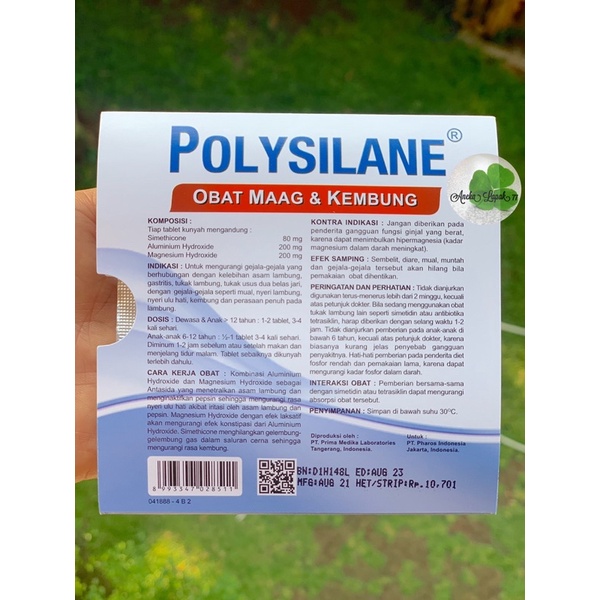 POLYSILANE®
OBAT MAAG & KEMBUNG
Aneka Lapak 77
KOMPOSISI :
Tiap tablet kunyah mengandung :
Simethicone 80 mg
Aluminium Hydroxide 200 mg
Magnesium Hydroxide 200 mg
INDIKASI : Untuk mengurangi gejala-gejala yang
berhubungan dengan kelebihan asam lambung,
gastritis, tukak lambung, tukak usus dua belas jari,
dengan gejala-gejala seperti mual, nyeri lambung,
nyeri ulu hati, kembung dan perasaan penuh pada
lambung.
DOSIS : Dewasa & Anak > 12 tahun : 1-2 tablet, 3-4
kali sehari.
Anak-anak 6-12 tahun : ½-1 tablet 3-4 kali sehari.
Diminum 1-2 jam sebelum atau setelah makan dan
menjelang tidur malam. Tablet sebaiknya dikunyah
terlebih dahulu.
CARA KERJA OBAT : Kombinasi Aluminium
Hydroxide dan Magnesium Hydroxide sebagai
Antasida yang menetralkan asam lambung dan
menginaktifkan pepsin sehingga mengurangi rasa
nyeri ulu hati akibat iritasi oleh asam lambung dan
pepsin. Magnesium Hydroxide dengan efek laksatif
akan mengurangi efek konstipasi dari Aluminium
Hydroxide. Simethicone menghilangkan gelembung-
gelembung gas dalam saluran cerna sehingga
mengurangi rasa kembung.
8 993347 028511
041668 - 4 B 2
KONTRA INDIKASI : Jangan diberikan pada
penderita gangguan fungsi ginjal yang berat,
karena dapat menimbulkan hipermagnesia (kadar
magnesium dalam darah meningkat).
EFEK SAMPING : Sembelit, diare, mual, muntah
dan gejala-gejala tersebut akan hilang bila
pemakaian obat dihentikan.
PERINGATAN DAN PERHATIAN : Tidak dianjurkan
digunakan terus-menerus lebih dari 2 minggu, kecuali
atas petunjuk dokter. Bila sedang menggunakan obat
tukak lambung lain seperti simetidin atau antibiotika
tetrasiklin, harap diberikan dengan selang waktu 1-2
jam. Tidak dianjurkan pemberian pada anak-anak di
bawah 6 tahun, kecuali atas petunjuk dokter, karena
biasanya kurang jelas penyebab gangguan
penyakitnya. Hati-hati pemberian pada penderita diet
fosfor rendah dan pemakaian lama, karena dapat
mengurangi kadar fosfor dalam darah.
INTERAKSI OBAT : Pemberian bersama-sama
dengan simetidin atau tetrasiklin dapat mengurangi
absorpsi obat tersebut.
PENYIMPANAN : Simpan di bawah suhu 30°C.
Diproduksi oleh :
PT. Prima Medika Laboratories
Tangerang, Indonesia.
Untuk :
PT. Pharos Indonesia
Jakarta, Indonesia.
BN:D1H148L ED:AUG 23
MFG:AUG 21 HET/STRIP:Rp.10,701